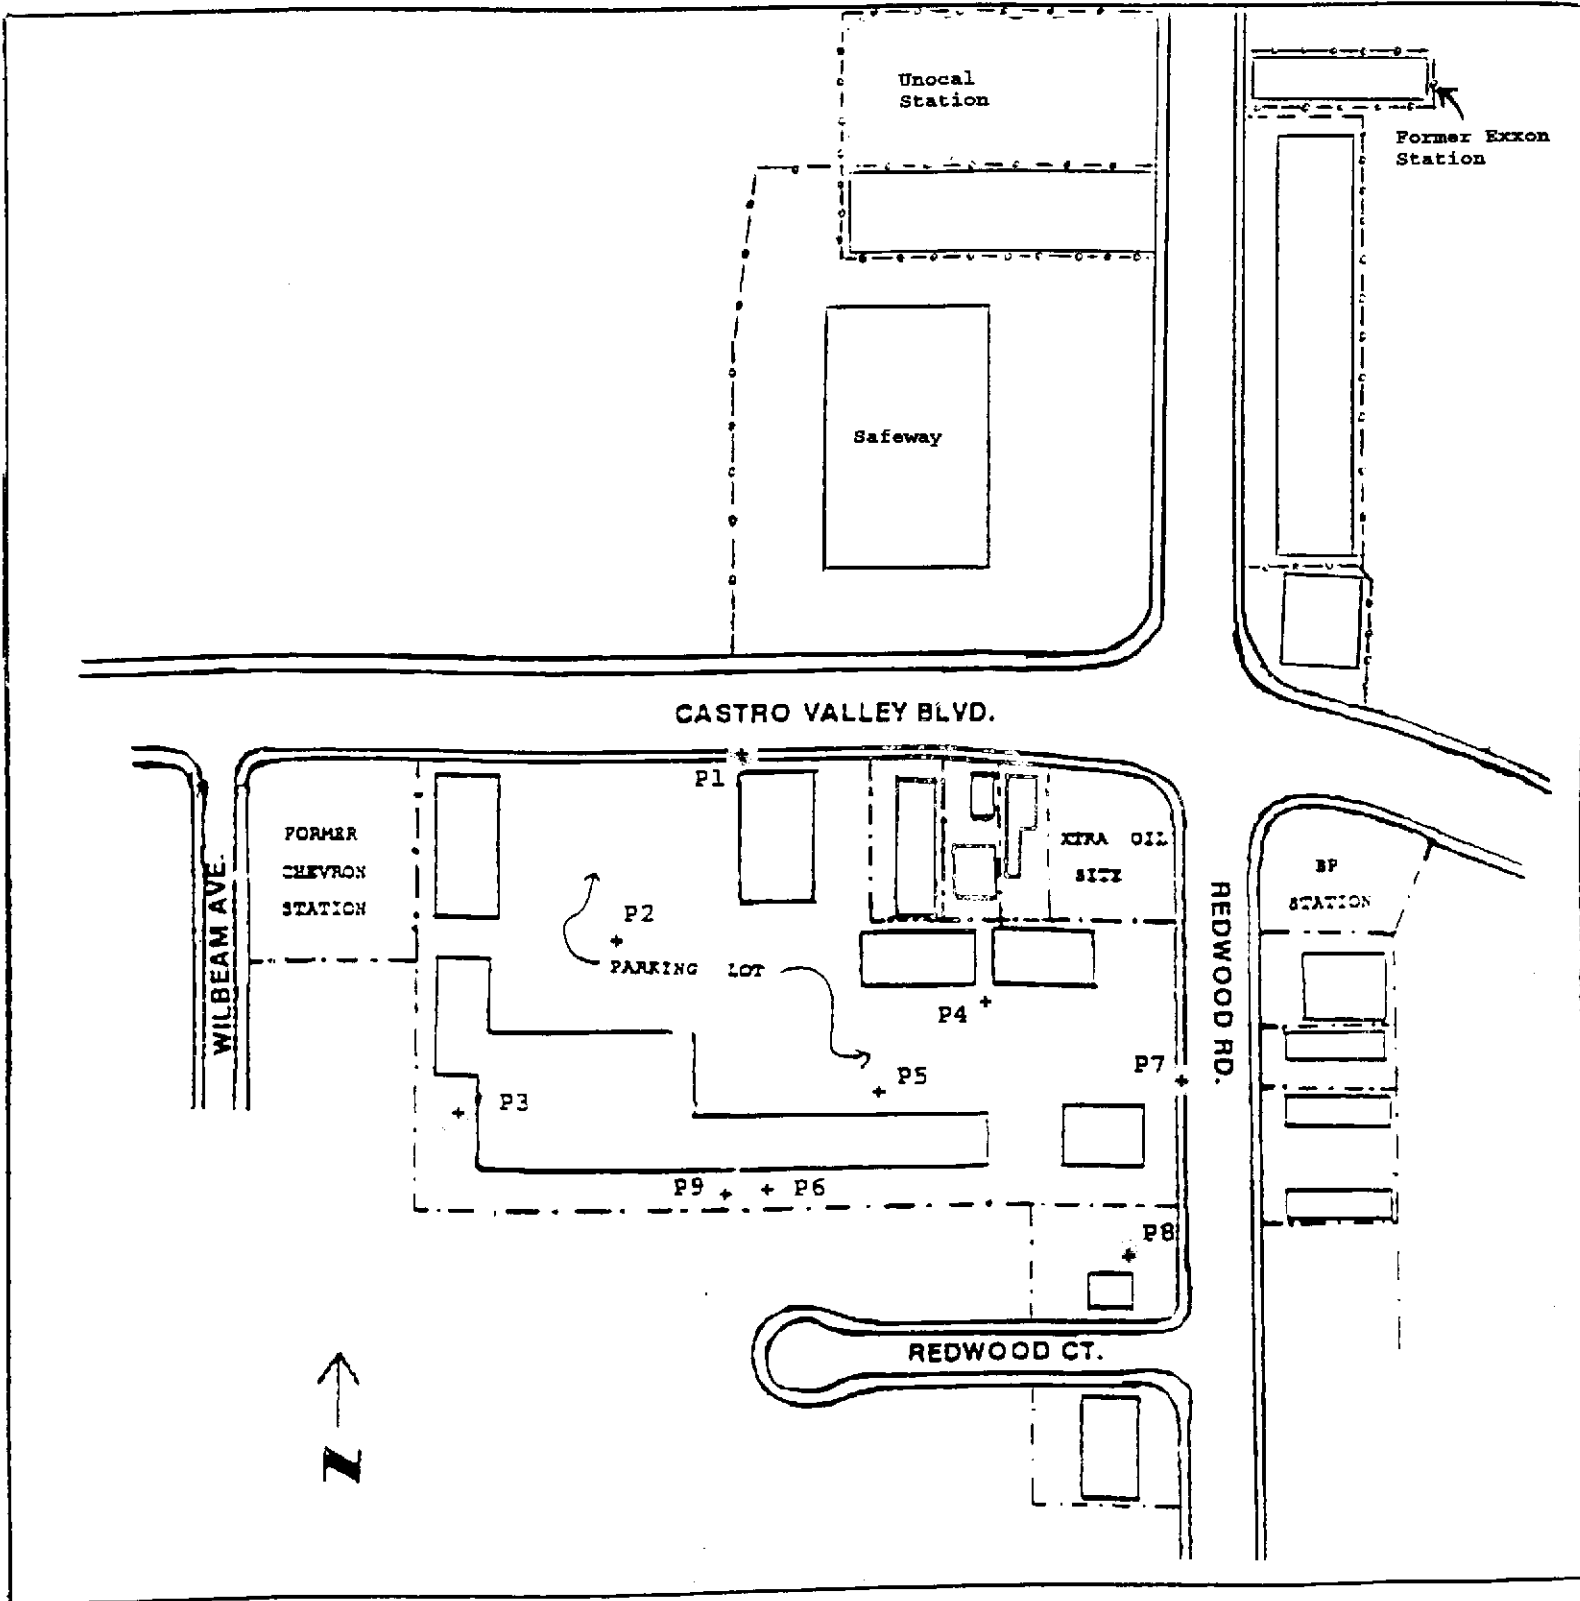 Unocal
Station
Former Exxon
Station
Safeway
CASTRO VALLEY BLVD.
P1
FORMER
CHEVRON
STATION
XTRA OIL
SITE
BP
STATION
WILBEAM AVE.
REDWOOD RD.
P2
PARKING LOT
P4
P7
P5
P3
P9
P6
P8
REDWOOD CT.
N